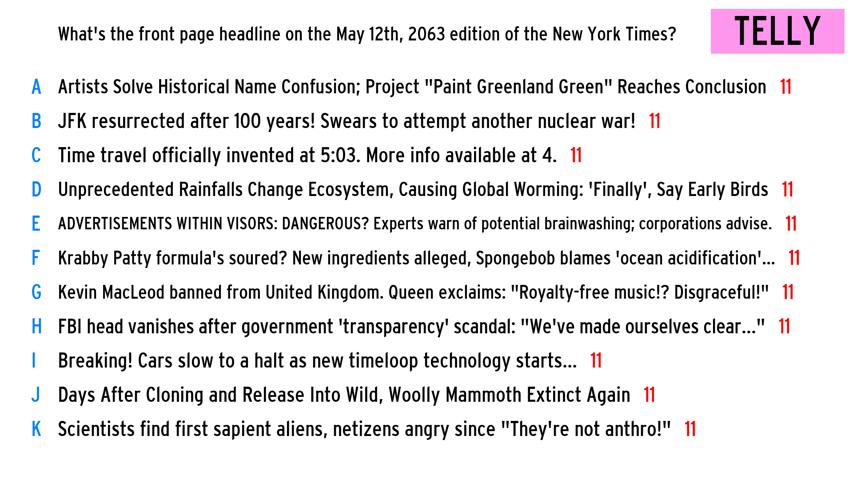 What's the front page headline on the May 12th, 2063 edition of the New York Times?
TELLY
A Artists Solve Historical Name Confusion; Project "Paint Greenland Green" Reaches Conclusion 11
B JFK resurrected after 100 years! Swears to attempt another nuclear war! 11
C Time travel officially invented at 5:03. More info available at 4. 11
D Unprecedented Rainfalls Change Ecosystem, Causing Global Worming: 'Finally', Say Early Birds 11
E ADVERTISEMENTS WITHIN VISORS: DANGEROUS? Experts warn of potential brainwashing; corporations advise. 11
F Krabby Patty formula's soured? New ingredients alleged, Spongebob blames 'ocean acidification'... 11
G Kevin MacLeod banned from United Kingdom. Queen exclaims: "Royalty-free music!? Disgraceful!" 11
H FBI head vanishes after government 'transparency' scandal: "We've made ourselves clear..." 11
I Breaking! Cars slow to a halt as new timeloop technology starts... 11
J Days After Cloning and Release Into Wild, Woolly Mammoth Extinct Again 11
K Scientists find first sapient aliens, netizens angry since "They're not anthro!" 11